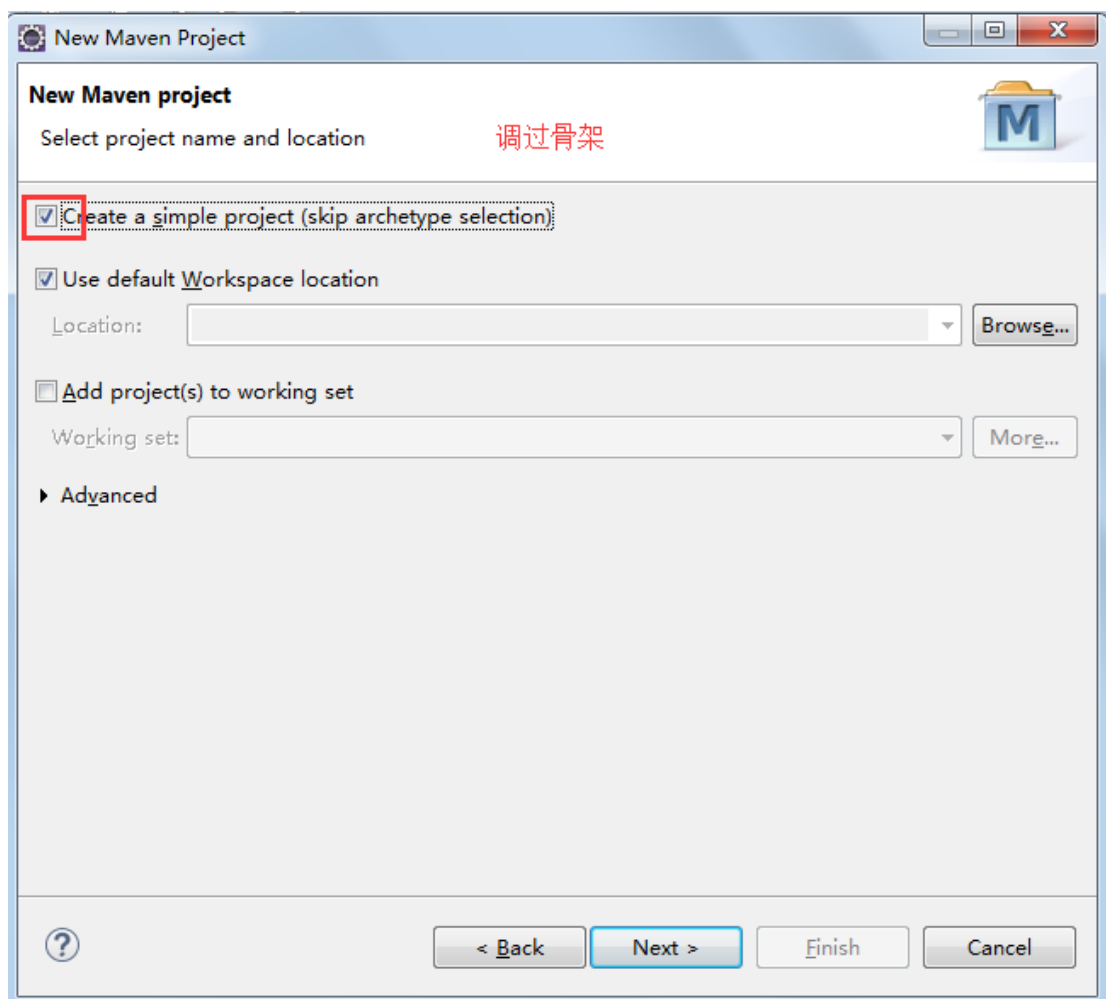 New Maven Project
New Maven project
Select project name and location
调过骨架
Create a simple project (skip archetype selection)
Use default Workspace location
Location:
Browse...
Add project(s) to working set
Working set:
More...
Advanced
< Back
Next >
Finish
Cancel